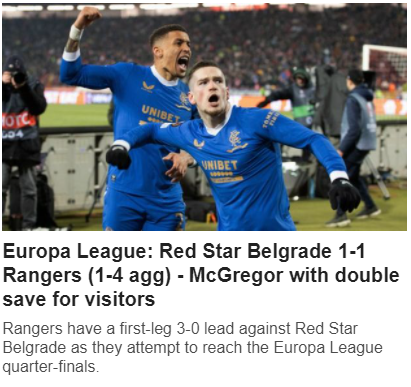 UNIBET
UNIBET
Europa League: Red Star Belgrade 1-1
Rangers (1-4 agg) - McGregor with double
save for visitors
Rangers have a first-leg 3-0 lead against Red Star
Belgrade as they attempt to reach the Europa League
quarter-finals.